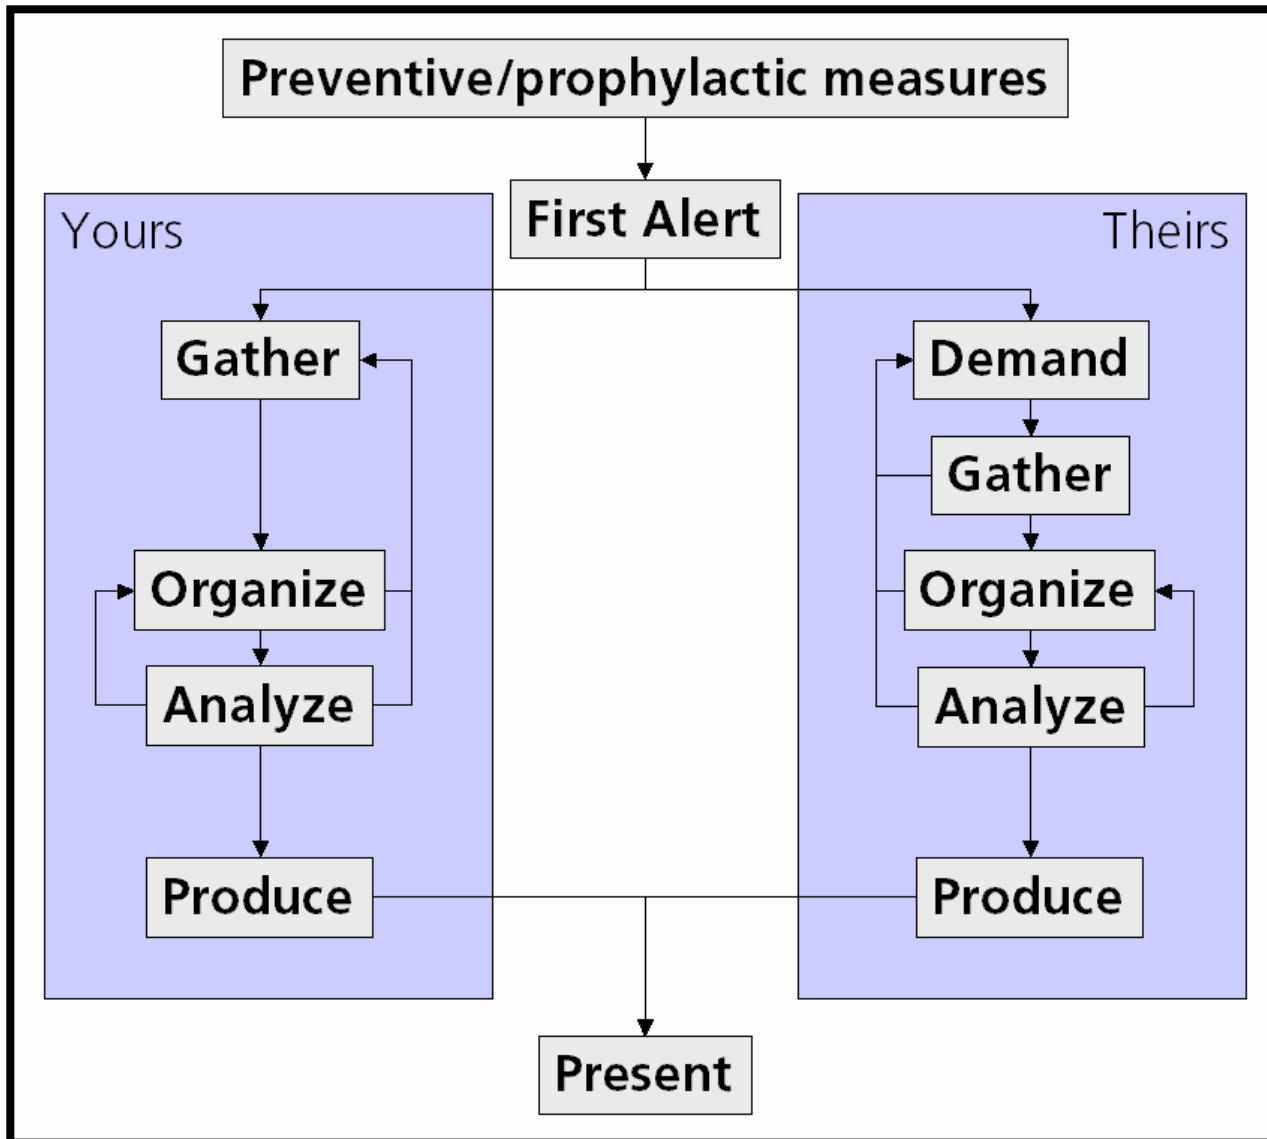 Preventive/prophylactic measures
First Alert
Yours
Gather
Organize
Analyze
Produce
Theirs
Demand
Gather
Organize
Analyze
Produce
Present